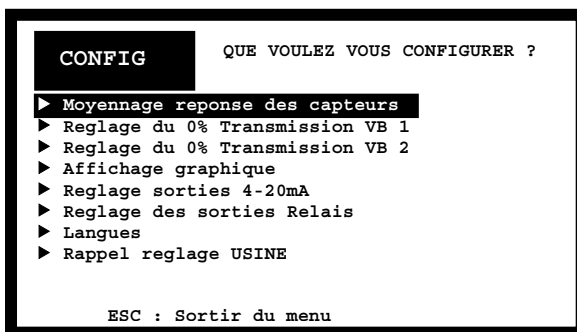 CONFIG
QUE VOULEZ VOUS CONFIGURER ?
Moyennage reponse des capteurs
Reglage du 0% Transmission VB 1
Reglage du 0% Transmission VB 2
Affichage graphique
Reglage sorties 4-20mA
Reglage des sorties Relais
Langues
Rappel reglage USINE
ESC : Sortir du menu